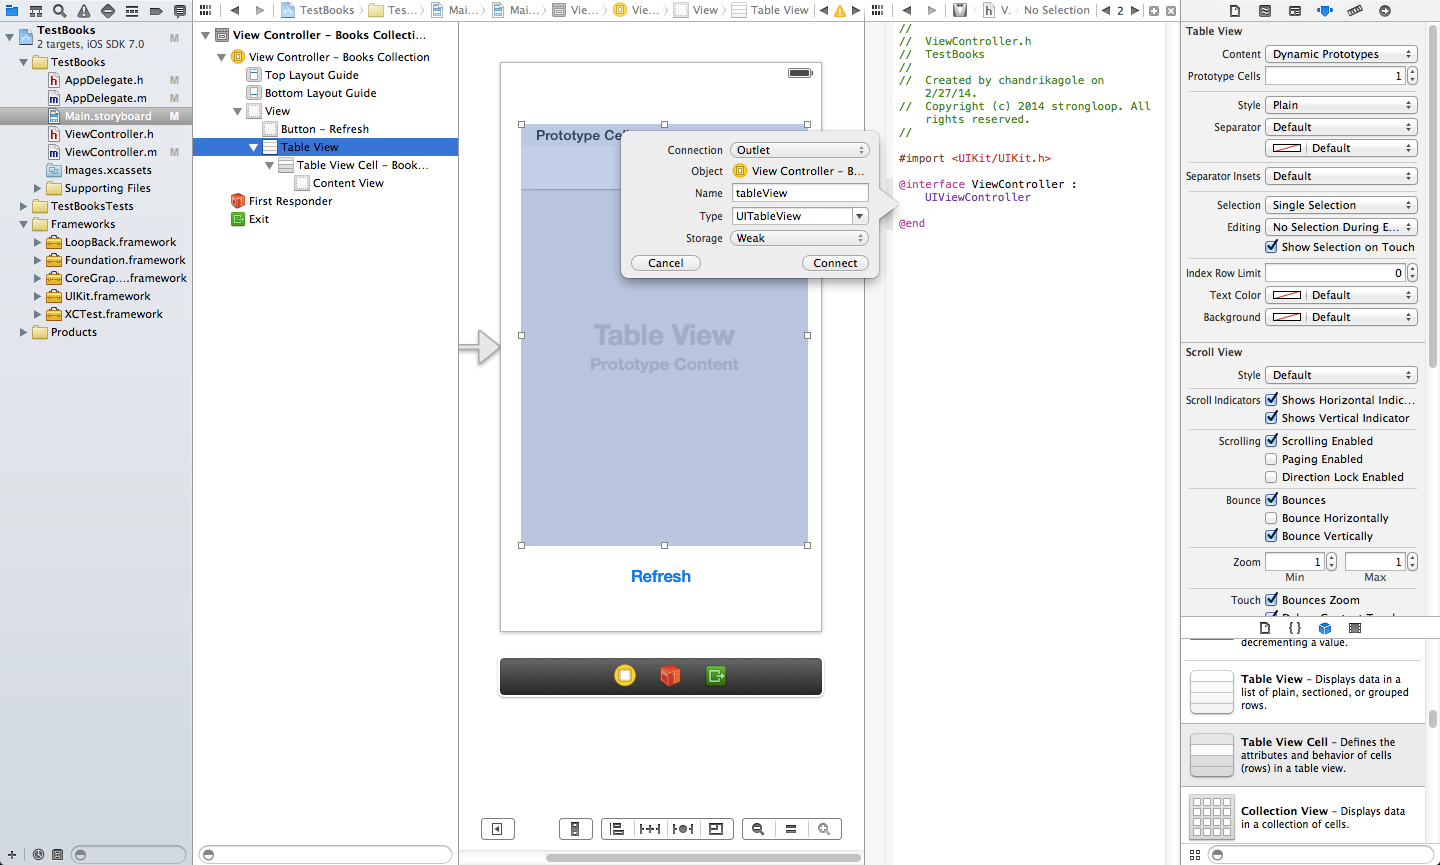 TestBooks
2 targets, iOS SDK 7.0
M
TestBooks
AppDelegate.h
M
AppDelegate.m
M
Main.storyboard
M
ViewController.h
ViewController.m
M
Images.xcassets
Supporting Files
TestBooksTests
Frameworks
LoopBack.framework
Foundation.framework
CoreGrap....framework
UIKit.framework
XCTest.framework
Products
TestBooks
Tes...
Mai...
Mai...
Vie...
Vie...
View
Table View
View Controller – Books Collecti...
View Controller – Books Collection
Top Layout Guide
Bottom Layout Guide
View
Button – Refresh
Table View
Table View Cell – Book...
Content View
First Responder
Exit
Prototype Cel
Table View
Prototype Content
Refresh
Connection
Outlet
Object
View Controller – B...
Name
tableView
Type
UITableView
Storage
Weak
Cancel
Connect
V.
No Selection
2
//
// ViewController.h
// TestBooks
//
// Created by chandrikagole on
2/27/14.
// Copyright (c) 2014 strongloop. All
rights reserved.
//
#import <UIKit/UIKit.h>
@interface ViewController :
UIViewController
@end
Table View
Content
Dynamic Prototypes
Prototype Cells
1
Style
Plain
Separator
Default
Default
Separator Insets
Default
Selection
Single Selection
Editing
No Selection During E...
Show Selection on Touch
Index Row Limit
0
Text Color
Default
Background
Default
Scroll View
Style
Default
Scroll Indicators
Shows Horizontal Indic...
Shows Vertical Indicator
Scrolling
Scrolling Enabled
Paging Enabled
Direction Lock Enabled
Bounce
Bounces
Bounce Horizontally
Bounce Vertically
Zoom
1
1
Min
Max
Touch
Bounces Zoom
decrementing a value.
Table View – Displays data in a
list of plain, sectioned, or grouped
rows.
Table View Cell – Defines the
attributes and behavior of cells
(rows) in a table view.
Collection View – Displays data
in a collection of cells.